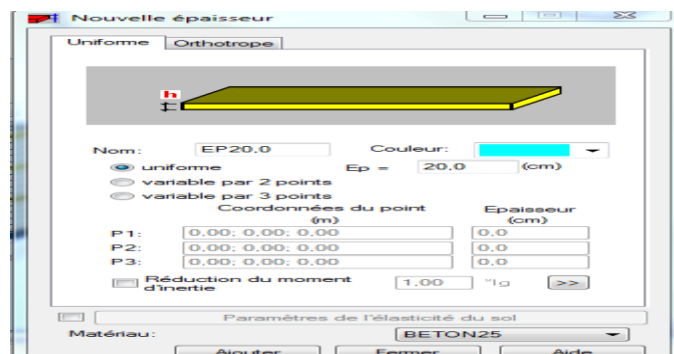 Nouvelle épaisseur
Uniforme Orthotrope
h
Nom: EP20,0 Couleur:
uniforme Ep = 20,0 (cm)
variable par 2 points
variable par 3 points
Coordonnées du point Epaisseur
(m) (cm)
P1: 0,00; 0,00; 0,00 0,0
P2: 0,00; 0,00; 0,00 0,0
P3: 0,00; 0,00; 0,00 0,0
Réduction du moment 1,00 *Ig >>
d'inertie
Paramètres de l'élasticité du sol
Matériau: BETON25
Ajouter Fermer Aide